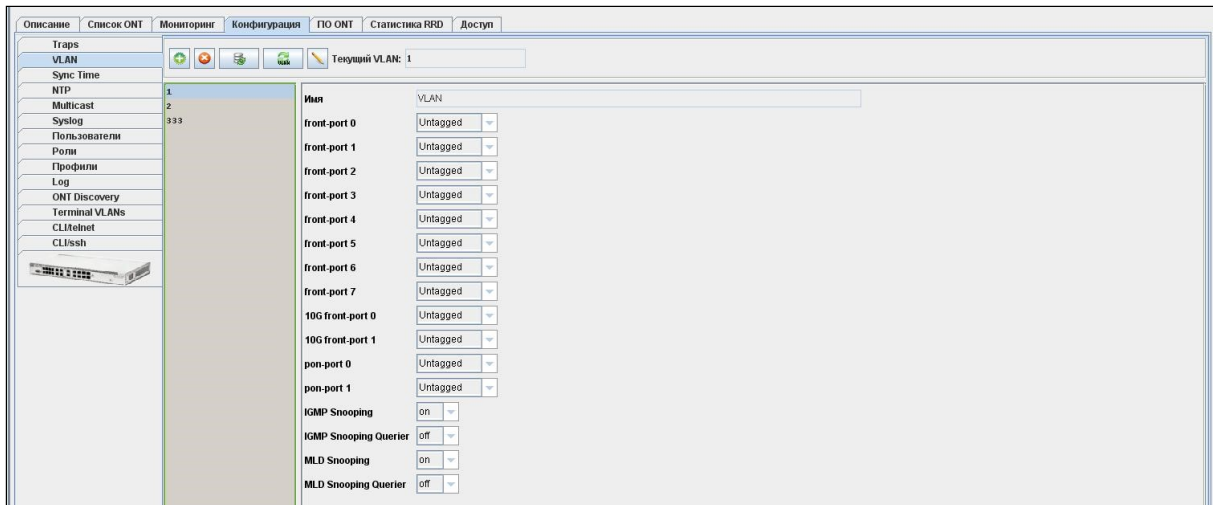 Описание Список ONT Мониторинг Конфигурация ПО ONT Статистика RRD Доступ
Traps
VLAN
Sync Time
NTP
Multicast
Syslog
Пользователи
Роли
Профили
Log
ONT Discovery
Terminal VLANs
CLI/telnet
CLI/ssh
Текущий VLAN: 1
1
2
333
Имя VLAN
front-port 0 Untagged
front-port 1 Untagged
front-port 2 Untagged
front-port 3 Untagged
front-port 4 Untagged
front-port 5 Untagged
front-port 6 Untagged
front-port 7 Untagged
10G front-port 0 Untagged
10G front-port 1 Untagged
pon-port 0 Untagged
pon-port 1 Untagged
IGMP Snooping on
IGMP Snooping Querier off
MLD Snooping on
MLD Snooping Querier off